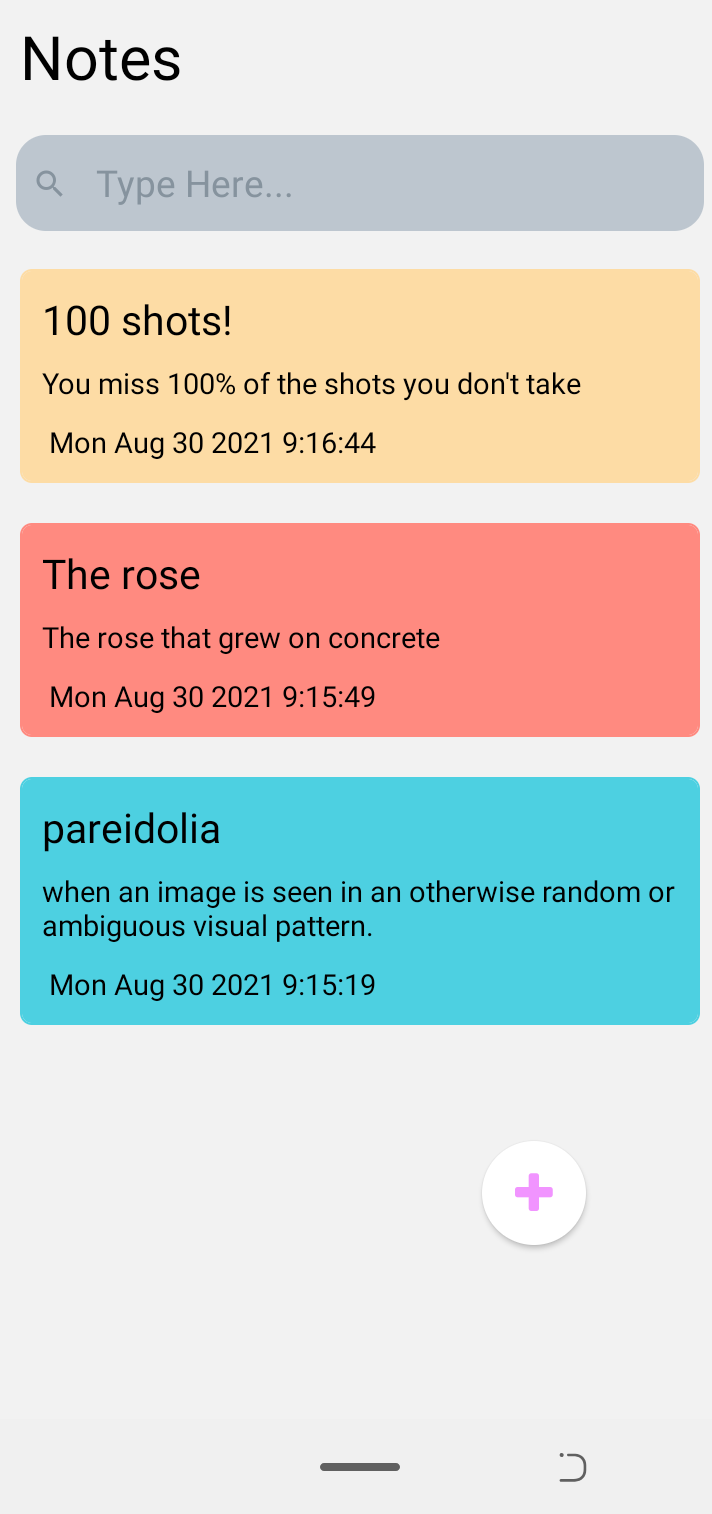 Notes
Type Here...
100 shots!
You miss 100% of the shots you don't take
Mon Aug 30 2021 9:16:44
The rose
The rose that grew on concrete
Mon Aug 30 2021 9:15:49
pareidolia
when an image is seen in an otherwise random or
ambiguous visual pattern.
Mon Aug 30 2021 9:15:19